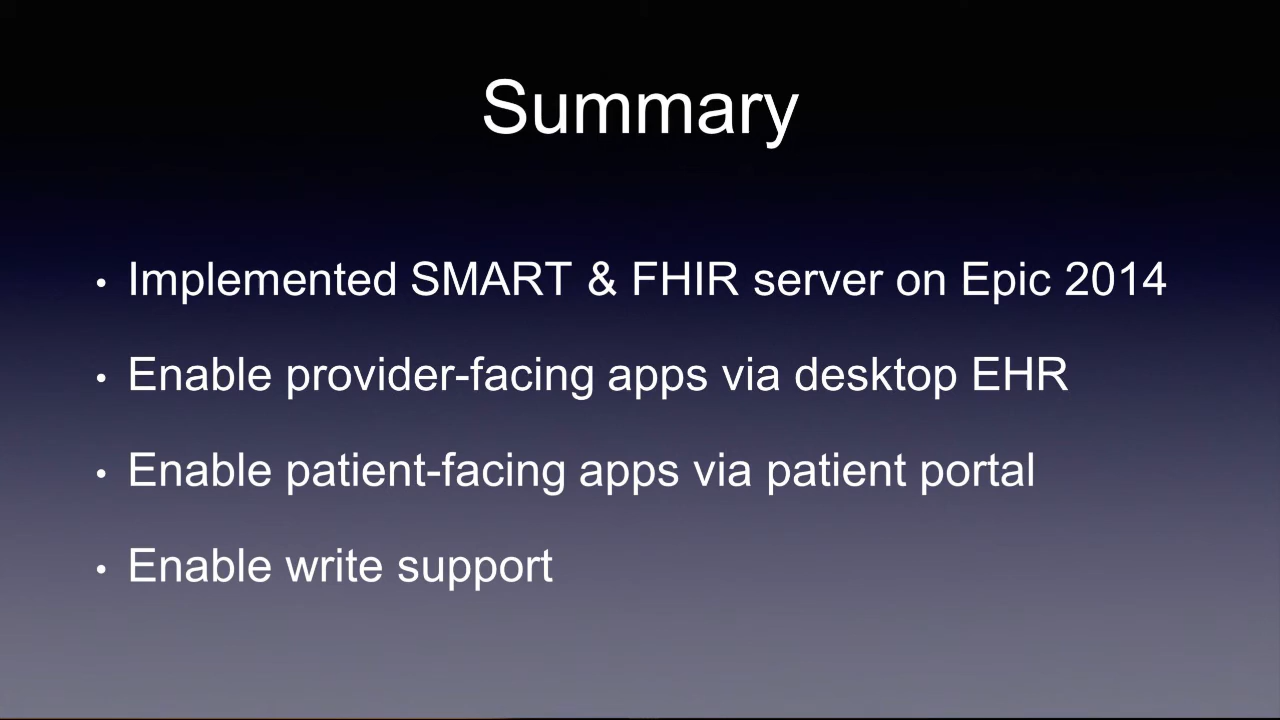 Summary
• Implemented SMART & FHIR server on Epic 2014
• Enable provider-facing apps via desktop EHR
• Enable patient-facing apps via patient portal
• Enable write support